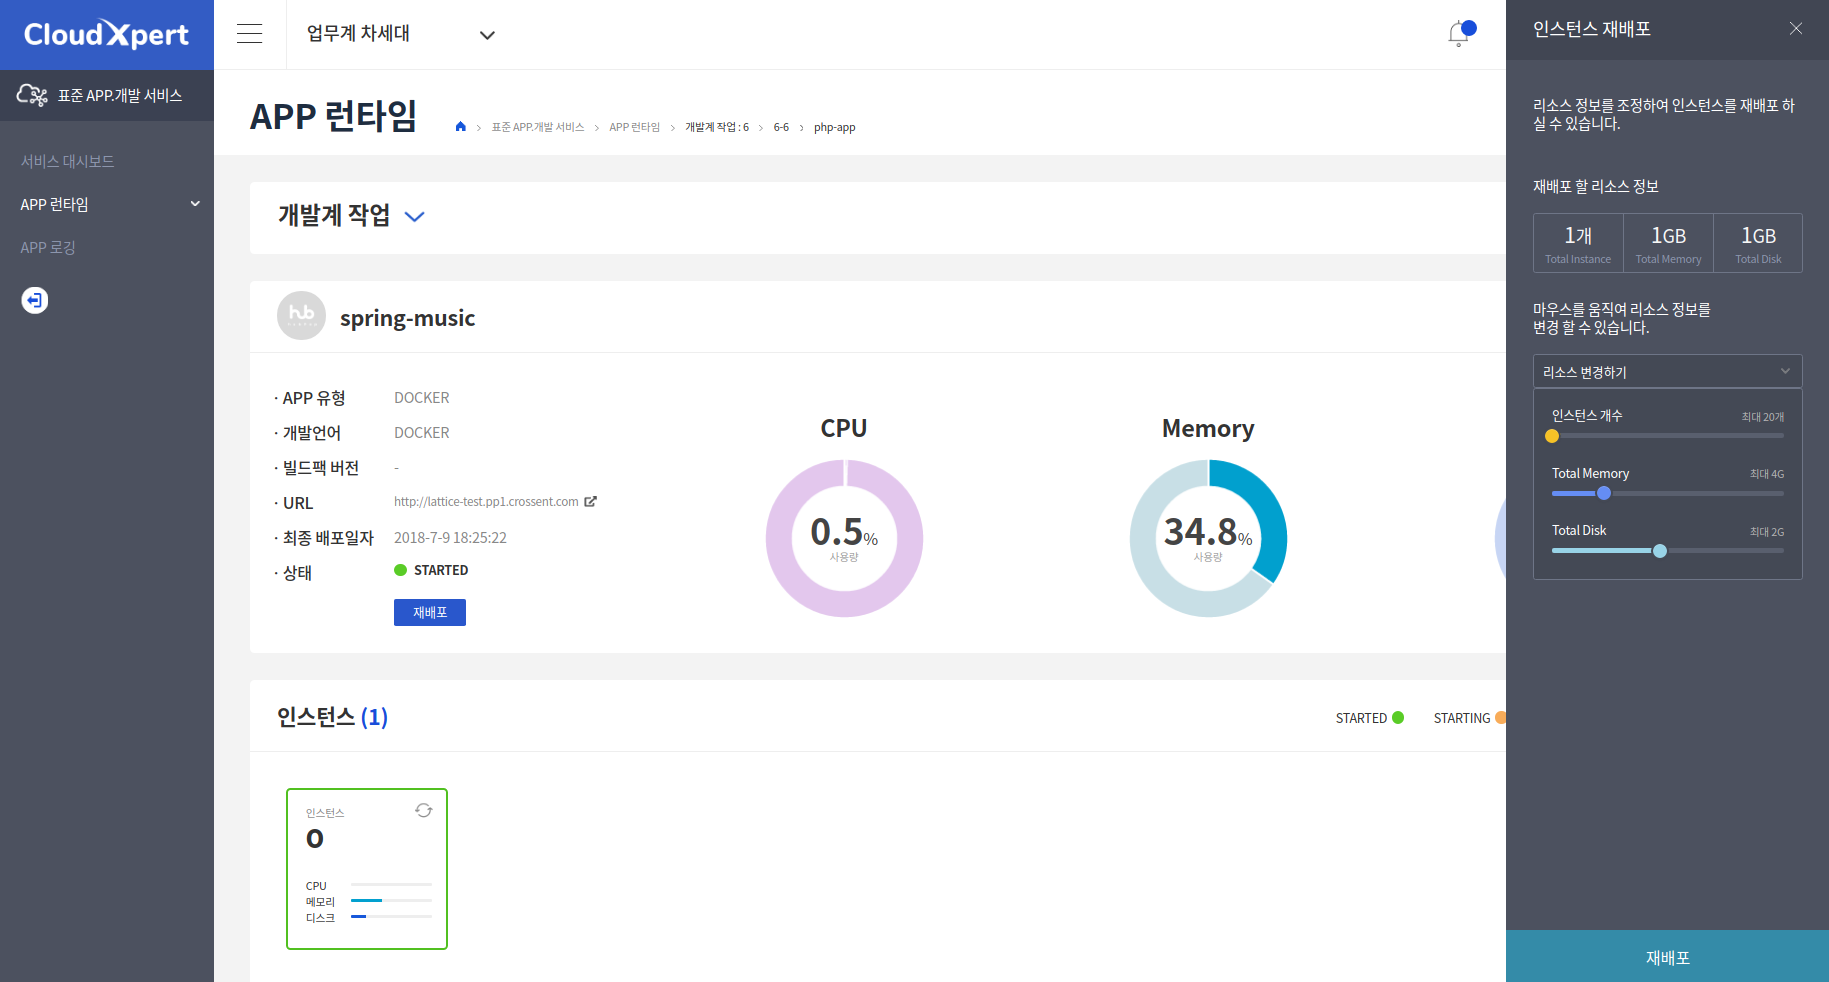 CloudXpert
표준 APP.개발 서비스
서비스 대시보드
APP 런타임
APP 로깅
업무계 차세대
APP 런타임
표준 APP.개발 서비스 > APP 런타임 > 개발계 작업 : 6 > 6-6 > php-app
개발계 작업
hub
spring-music
· APP 유형 DOCKER
· 개발언어 DOCKER
· 빌드팩 버전 -
· URL http://lattice-test.pp1.crossent.com
· 최종 배포일자 2018-7-9 18:25:22
· 상태 STARTED
재배포
CPU
0.5%
사용량
Memory
34.8%
사용량
인스턴스 (1)
STARTED
STARTING
인스턴스
0
CPU
메모리
디스크
인스턴스 재배포
리소스 정보를 조정하여 인스턴스를 재배포 하
실 수 있습니다.
재배포 할 리소스 정보
1개 1GB 1GB
Total Instance Total Memory Total Disk
마우스를 움직여 리소스 정보를
변경 할 수 있습니다.
리소스 변경하기
인스턴스 개수 최대 20개
Total Memory 최대 4G
Total Disk 최대 2G
재배포